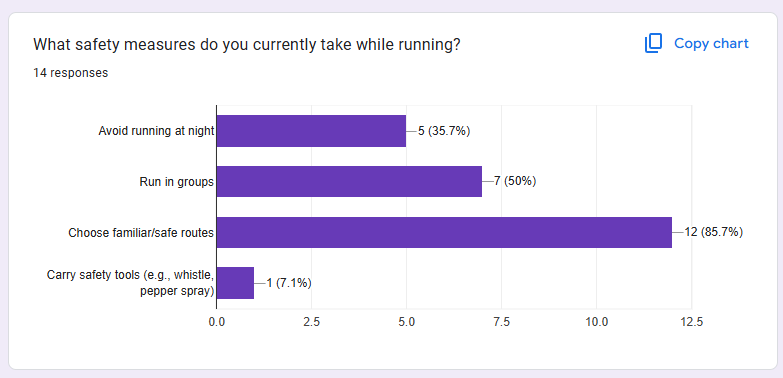 What safety measures do you currently take while running?
Copy chart
14 responses
Avoid running at night
5 (35.7%)
Run in groups
7 (50%)
Choose familiar/safe routes
12 (85.7%)
Carry safety tools (e.g., whistle,
pepper spray)
1 (7.1%)
0.0
2.5
5.0
7.5
10.0
12.5